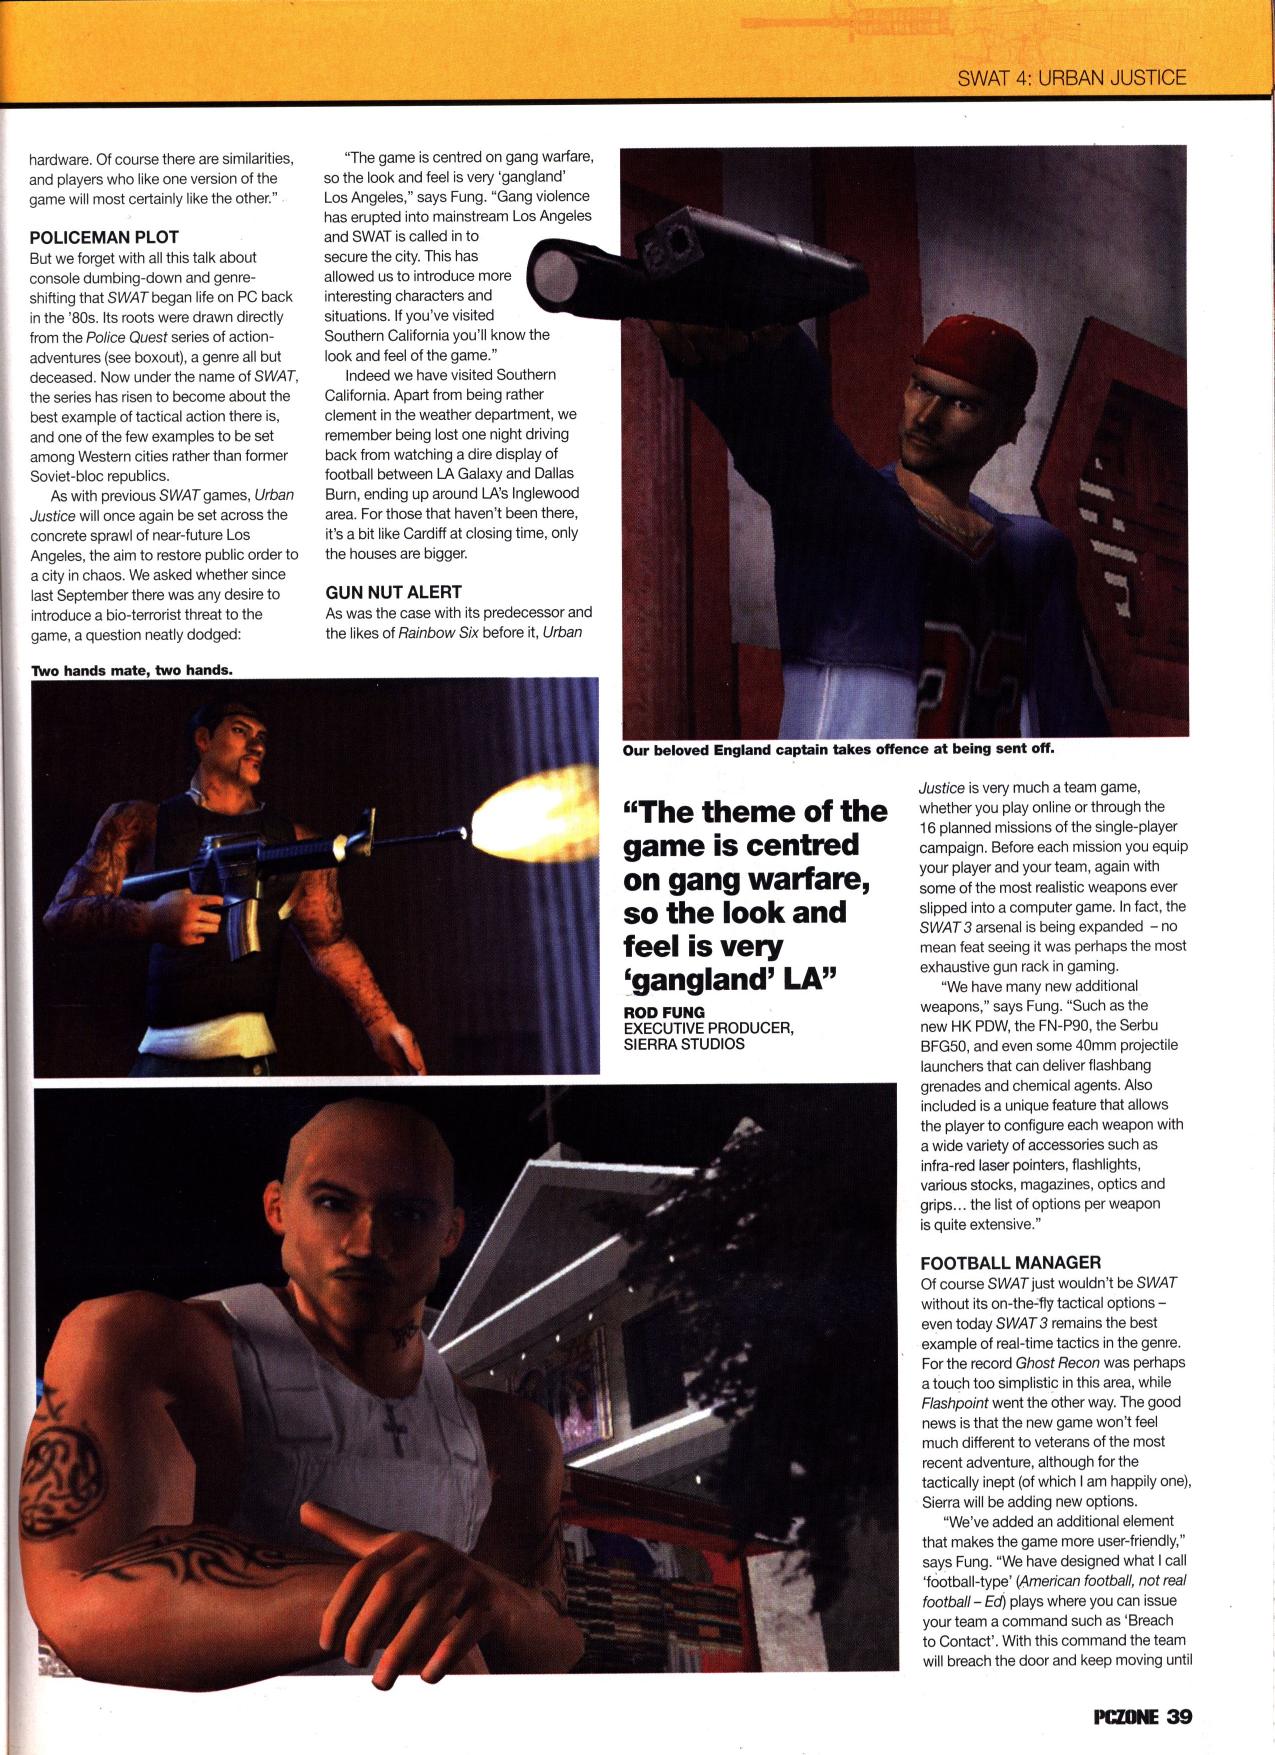 SWAT 4: URBAN JUSTICE
hardware. Of course there are similarities,
and players who like one version of the
game will most certainly like the other.”
POLICEMAN PLOT
But we forget with all this talk about
console dumbing-down and genre-
shifting that SWAT began life on PC back
in the ’80s. Its roots were drawn directly
from the Police Quest series of action-
adventures (see boxout), a genre all but
deceased. Now under the name of SWAT,
the series has risen to become about the
best example of tactical action there is,
and one of the few examples to be set
among Western cities rather than former
Soviet-bloc republics.
As with previous SWAT games, Urban
Justice will once again be set across the
concrete sprawl of near-future Los
Angeles, the aim to restore public order to
a city in chaos. We asked whether since
last September there was any desire to
introduce a bio-terrorist threat to the
game, a question neatly dodged:
“The game is centred on gang warfare,
so the look and feel is very ‘gangland’
Los Angeles,” says Fung. “Gang violence
has erupted into mainstream Los Angeles
and SWAT is called in to
secure the city. This has
allowed us to introduce more
interesting characters and
situations. If you’ve visited
Southern California you’ll know the
look and feel of the game.”
Indeed we have visited Southern
California. Apart from being rather
clement in the weather department, we
remember being lost one night driving
back from watching a dire display of
football between LA Galaxy and Dallas
Burn, ending up around LA’s Inglewood
area. For those that haven’t been there,
it’s a bit like Cardiff at closing time, only
the houses are bigger.
GUN NUT ALERT
As was the case with its predecessor and
the likes of Rainbow Six before it, Urban
Two hands mate, two hands.
Our beloved England captain takes offence at being sent off.
“The theme of the
game is centred
on gang warfare,
so the look and
feel is very
‘gangland’ LA”
ROD FUNG
EXECUTIVE PRODUCER,
SIERRA STUDIOS
Justice is very much a team game,
whether you play online or through the
16 planned missions of the single-player
campaign. Before each mission you equip
your player and your team, again with
some of the most realistic weapons ever
slipped into a computer game. In fact, the
SWAT 3 arsenal is being expanded – no
mean feat seeing it was perhaps the most
exhaustive gun rack in gaming.
“We have many new additional
weapons,” says Fung. “Such as the
new HK PDW, the FN-P90, the Serbu
BFG50, and even some 40mm projectile
launchers that can deliver flashbang
grenades and chemical agents. Also
included is a unique feature that allows
the player to configure each weapon with
a wide variety of accessories such as
infra-red laser pointers, flashlights,
various stocks, magazines, optics and
grips... the list of options per weapon
is quite extensive.”
FOOTBALL MANAGER
Of course SWAT just wouldn’t be SWAT
without its on-the-fly tactical options –
even today SWAT 3 remains the best
example of real-time tactics in the genre.
For the record Ghost Recon was perhaps
a touch too simplistic in this area, while
Flashpoint went the other way. The good
news is that the new game won’t feel
much different to veterans of the most
recent adventure, although for the
tactically inept (of which I am happily one),
Sierra will be adding new options.
“We’ve added an additional element
that makes the game more user-friendly,”
says Fung. “We have designed what I call
‘football-type’ (American football, not real
football – Ed) plays where you can issue
your team a command such as ‘Breach
to Contact’. With this command the team
will breach the door and keep moving until
PCZONE 39